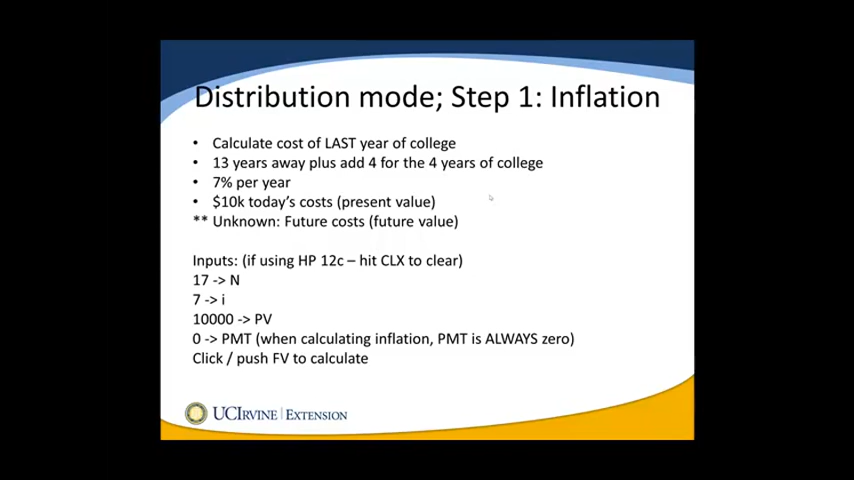 Distribution mode; Step 1: Inflation
• Calculate cost of LAST year of college
• 13 years away plus add 4 for the 4 years of college
• 7% per year
• $10k today's costs (present value)
** Unknown: Future costs (future value)
Inputs: (if using HP 12c – hit CLX to clear)
17 -> N
7 -> i
10000 -> PV
0 -> PMT (when calculating inflation, PMT is ALWAYS zero)
Click / push FV to calculate
UCIRVINE | EXTENSION